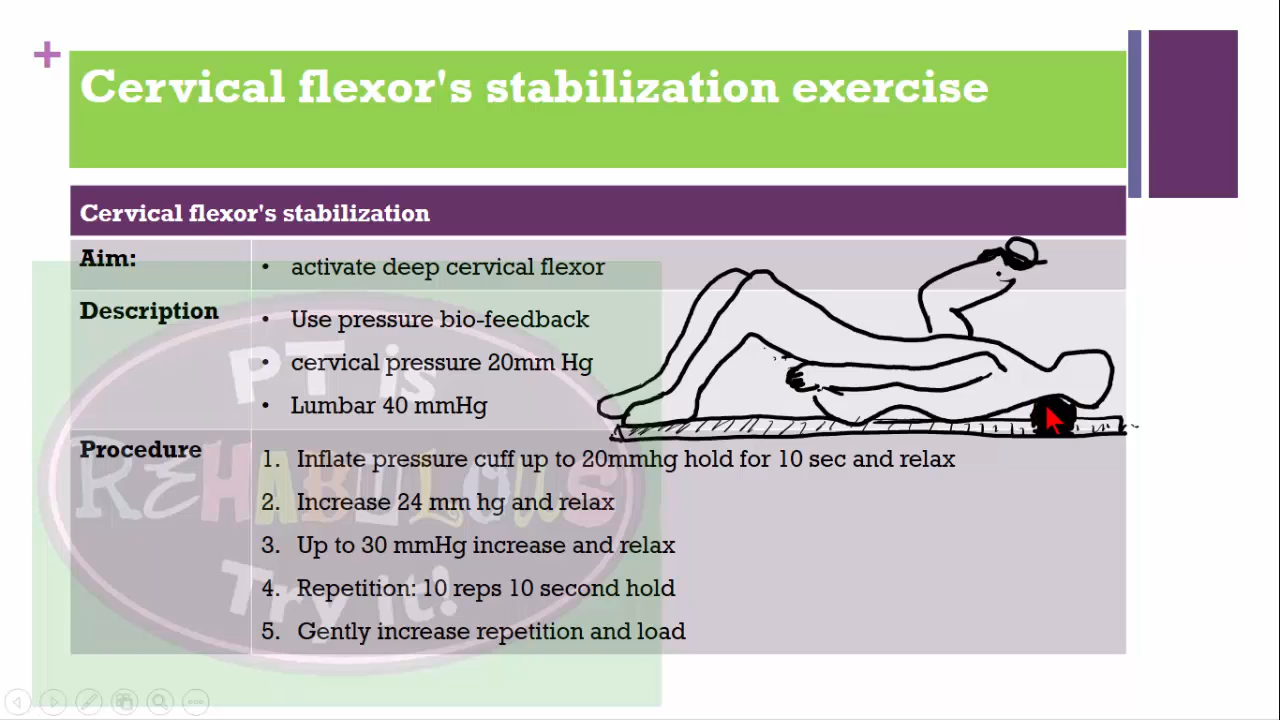 +
Cervical flexor's stabilization exercise
Cervical flexor's stabilization
Aim:
• activate deep cervical flexor
Description
• Use pressure bio-feedback
• cervical pressure 20mm Hg
• Lumbar 40 mmHg
Procedure
1. Inflate pressure cuff up to 20mmhg hold for 10 sec and relax
2. Increase 24 mm hg and relax
3. Up to 30 mmHg increase and relax
4. Repetition: 10 reps 10 second hold
5. Gently increase repetition and load
PT is
REHABULOUS
Try it!